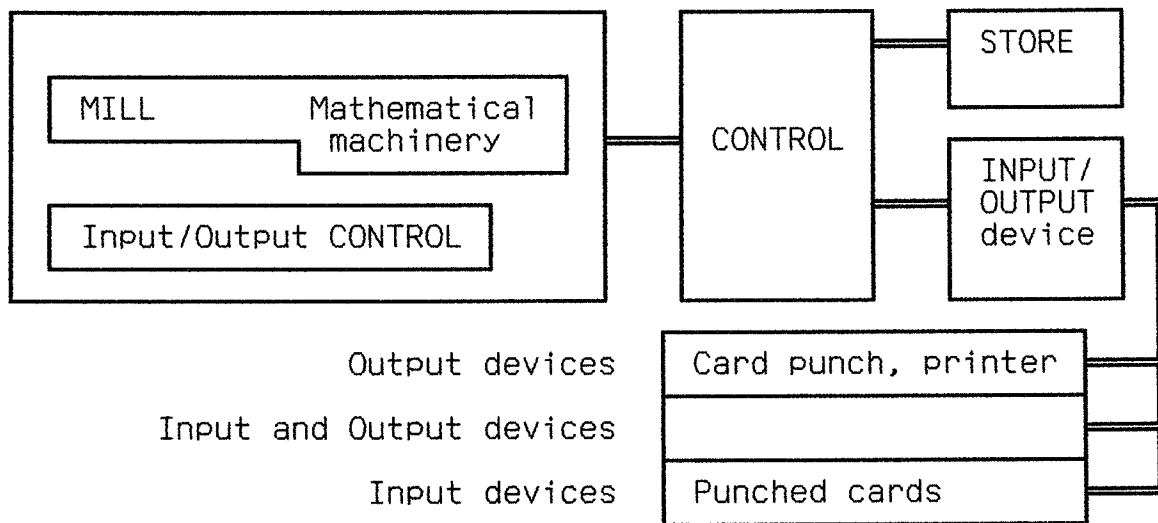 MILL Mathematical
machinery
Input/Output CONTROL
CONTROL
STORE
INPUT/
OUTPUT
device
Output devices Card punch, printer
Input and Output devices
Input devices Punched cards